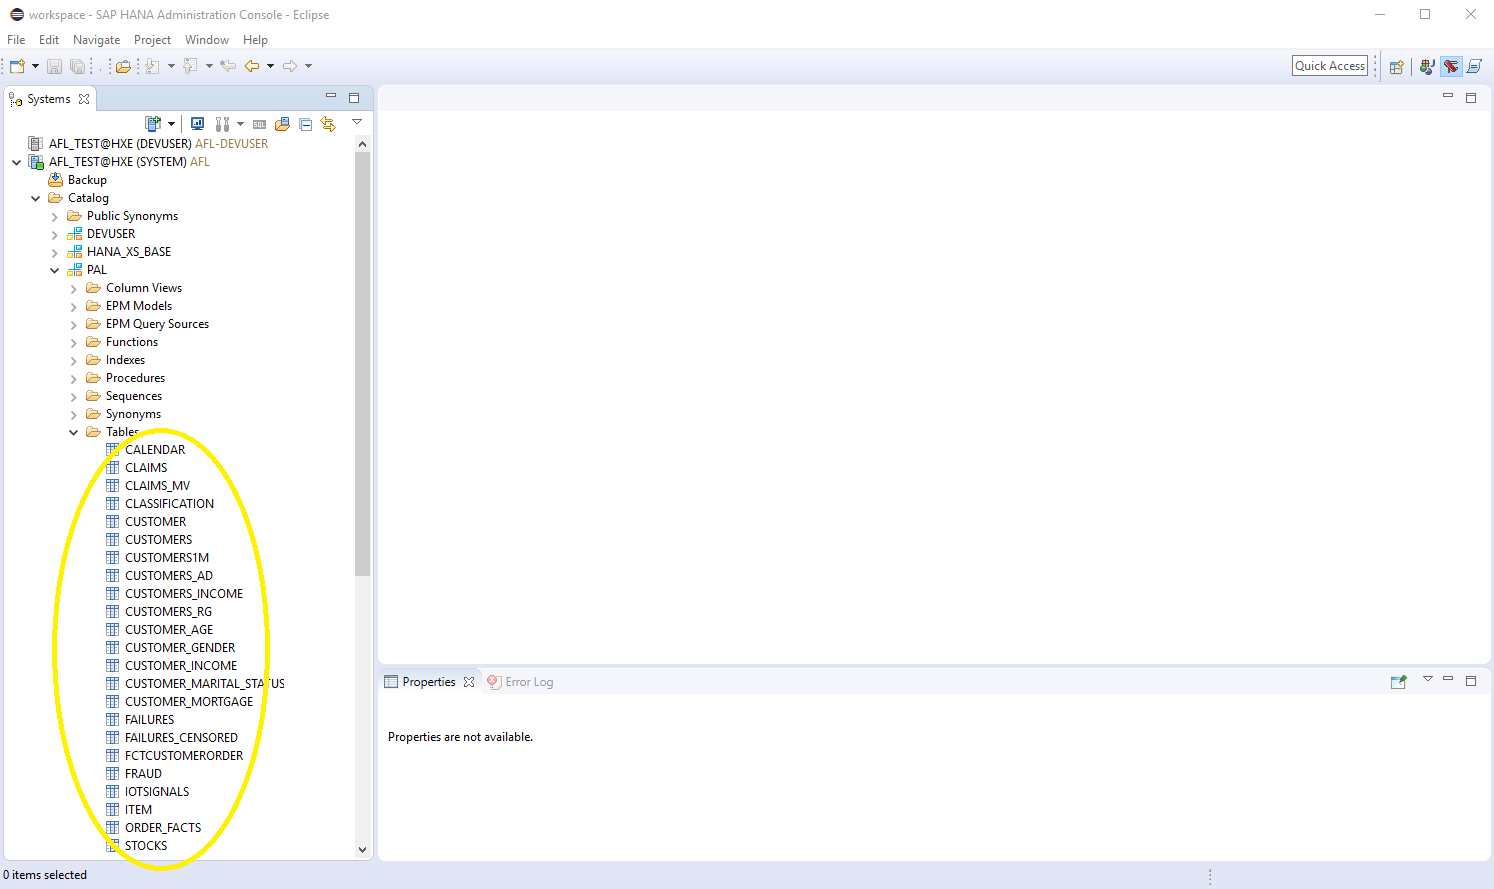 workspace - SAP HANA Administration Console - Eclipse
File Edit Navigate Project Window Help
Quick Access
Systems
SQL
AFL_TEST@HXE (DEVUSER) AFL-DEVUSER
AFL_TEST@HXE (SYSTEM) AFL
Backup
Catalog
Public Synonyms
DEVUSER
HANA_XS_BASE
PAL
Column Views
EPM Models
EPM Query Sources
Functions
Indexes
Procedures
Sequences
Synonyms
Tables
CALENDAR
CLAIMS
CLAIMS_MV
CLASSIFICATION
CUSTOMER
CUSTOMERS
CUSTOMERS1M
CUSTOMERS_AD
CUSTOMERS_INCOME
CUSTOMERS_RG
CUSTOMER_AGE
CUSTOMER_GENDER
CUSTOMER_INCOME
CUSTOMER_MARITAL_STATUS
CUSTOMER_MORTGAGE
FAILURES
FAILURES_CENSORED
FCTCUSTOMERORDER
FRAUD
IOTSIGNALS
ITEM
ORDER_FACTS
STOCKS
Properties Error Log
Properties are not available.
0 items selected